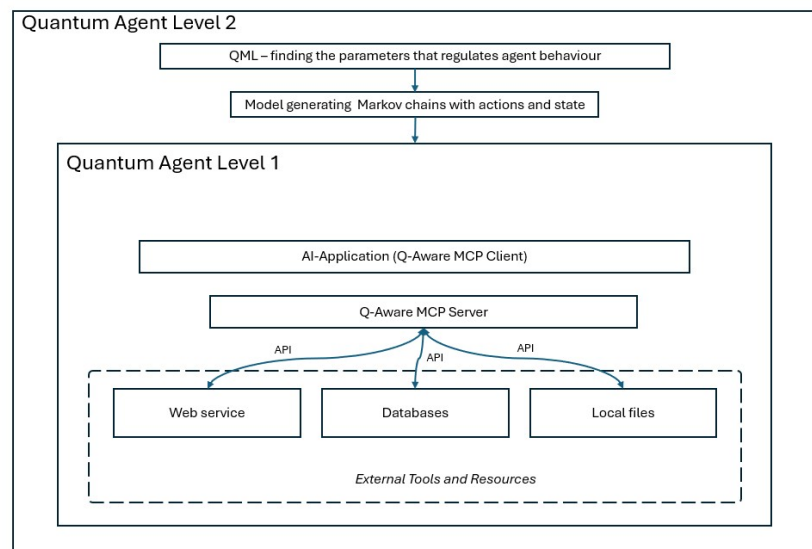 Quantum Agent Level 2
QML – finding the parameters that regulates agent behaviour
Model generating Markov chains with actions and state
Quantum Agent Level 1
AI-Application (Q-Aware MCP Client)
Q-Aware MCP Server
API
API
API
Web service
Databases
Local files
External Tools and Resources